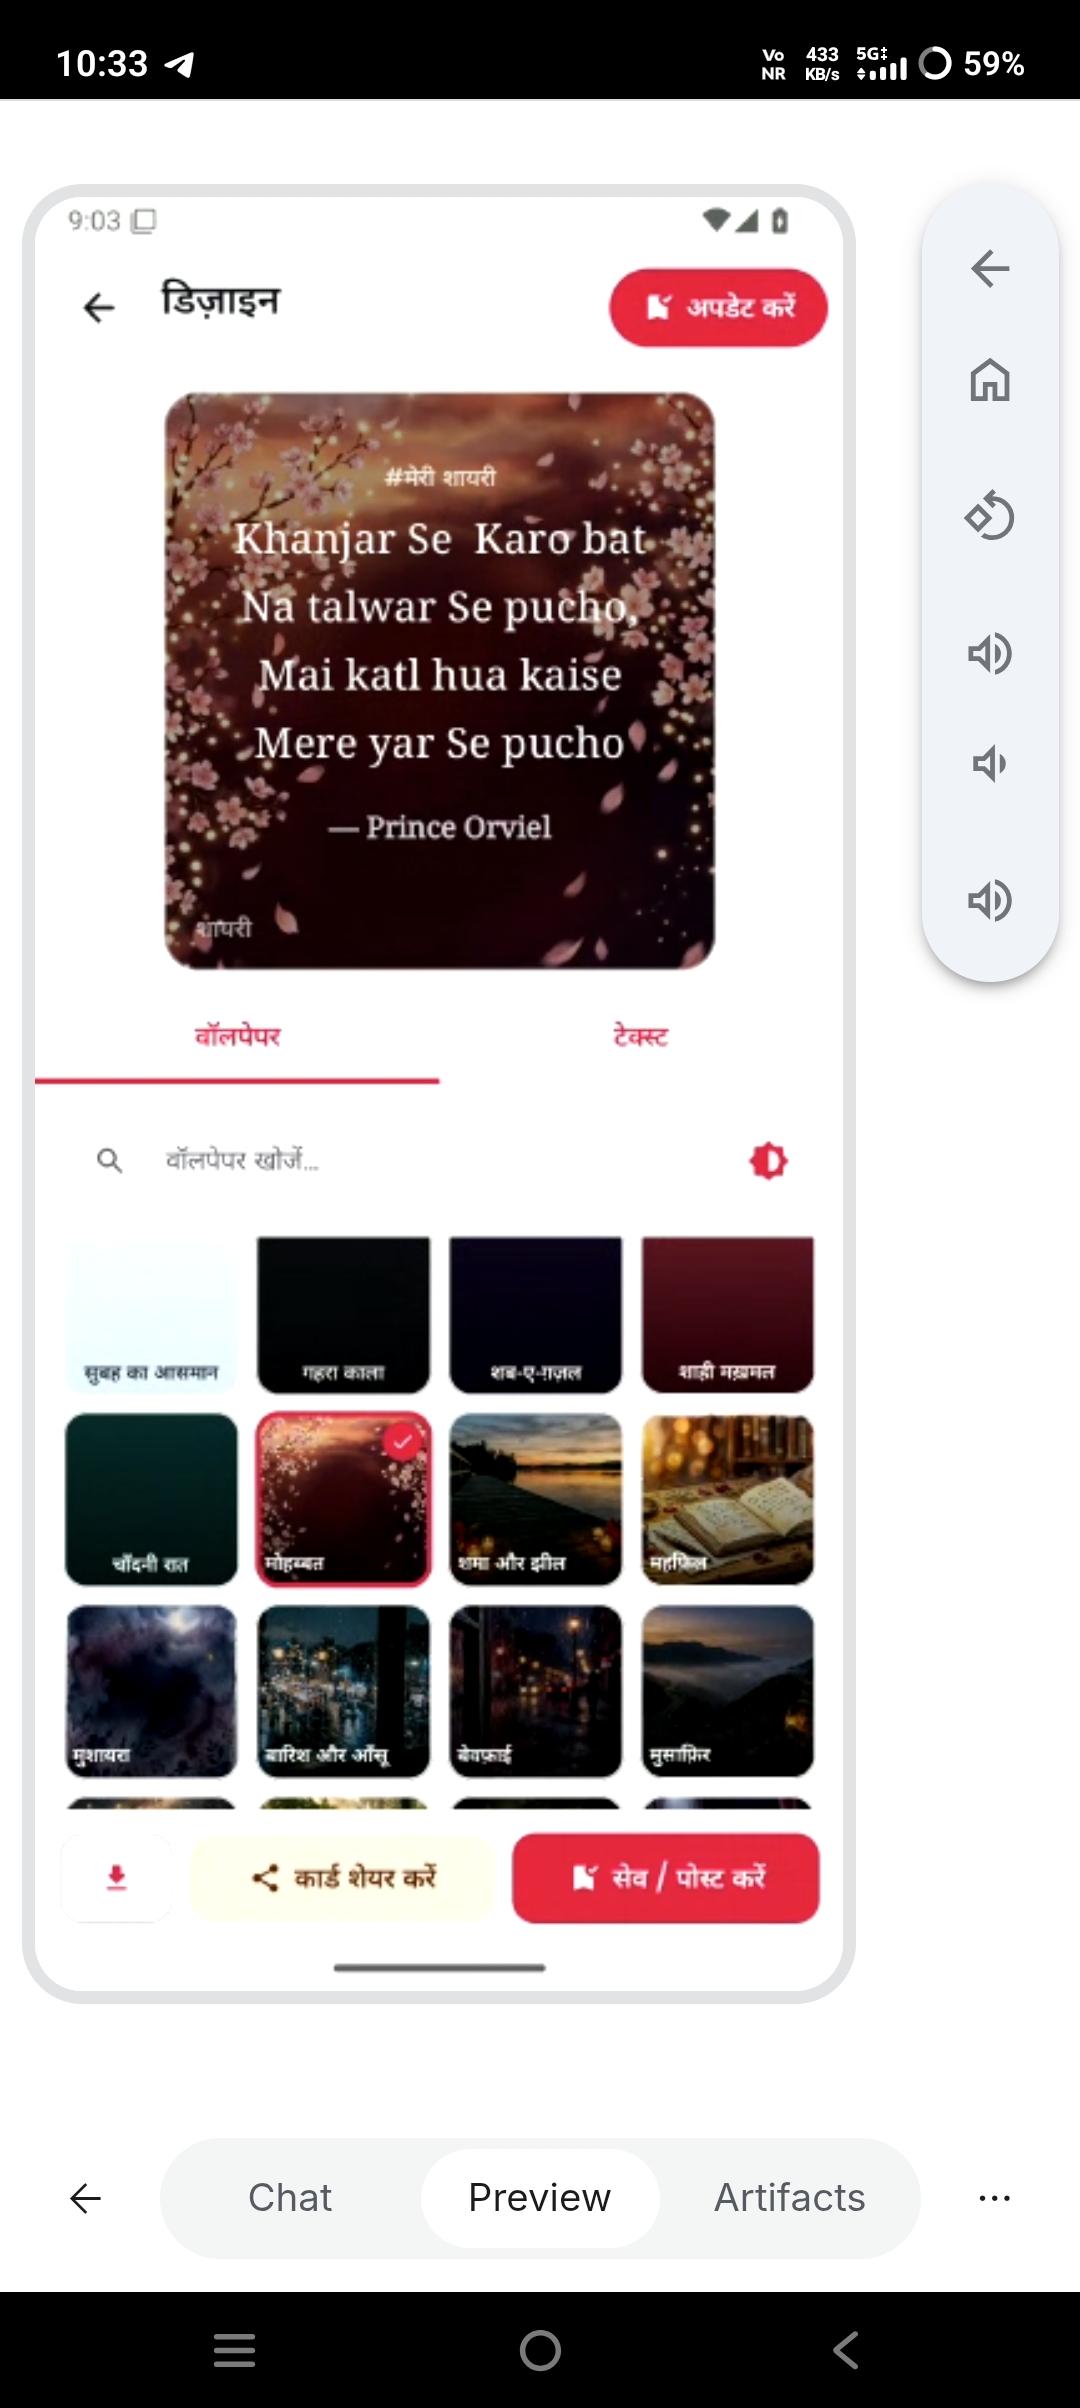 10:33
Vo NR 433 KB/s 5G 59%
9:03
डिज़ाइन
अपडेट करें
#मेरी शायरी
Khanjar Se Karo bat
Na talwar Se pucho,
Mai katl hua kaise
Mere yar Se pucho
— Prince Orviel
शायरी
वॉलपेपर टेक्स्ट
वॉलपेपर खोजें...
सुबह का आसमान गहरा काला शब-ए-ग़ज़ल शाही मख़मल
चाँदनी रात मोहब्बत शमा और झील महफ़िल
मुशायरा बारिश और आँसू बेवफ़ाई मुसाफ़िर
कार्ड शेयर करें सेव / पोस्ट करें
Chat Preview Artifacts